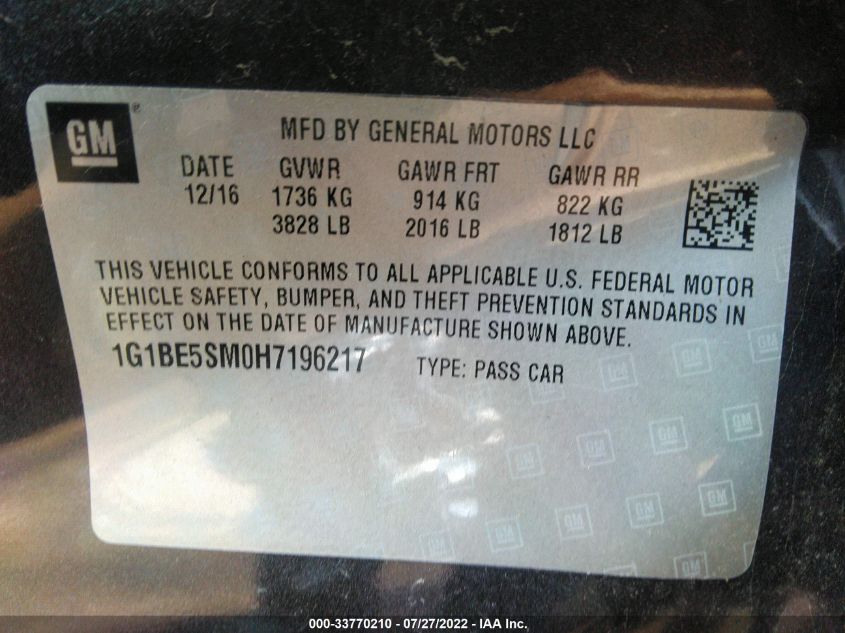 GM ®
MFD BY GENERAL MOTORS LLC
DATE GVWR GAWR FRT GAWR RR
12/16 1736 KG 914 KG 822 KG
3828 LB 2016 LB 1812 LB
THIS VEHICLE CONFORMS TO ALL APPLICABLE U.S. FEDERAL MOTOR
VEHICLE SAFETY, BUMPER, AND THEFT PREVENTION STANDARDS IN
EFFECT ON THE DATE OF MANUFACTURE SHOWN ABOVE.
1G1BE5SM0H7196217 TYPE: PASS CAR
000-33770210 - 07/27/2022 - IAA Inc.